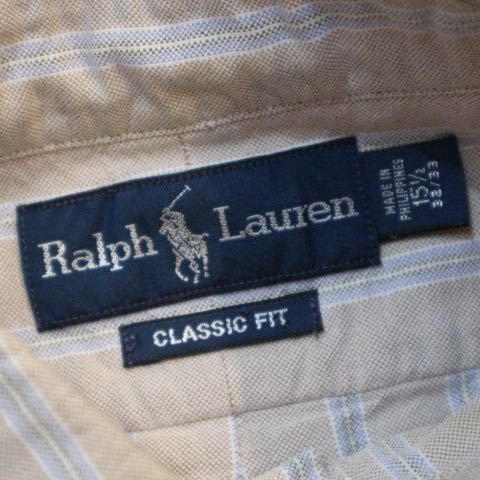 Ralph Lauren
MADE IN
PHILIPPINES
15½
32/33
CLASSIC FIT